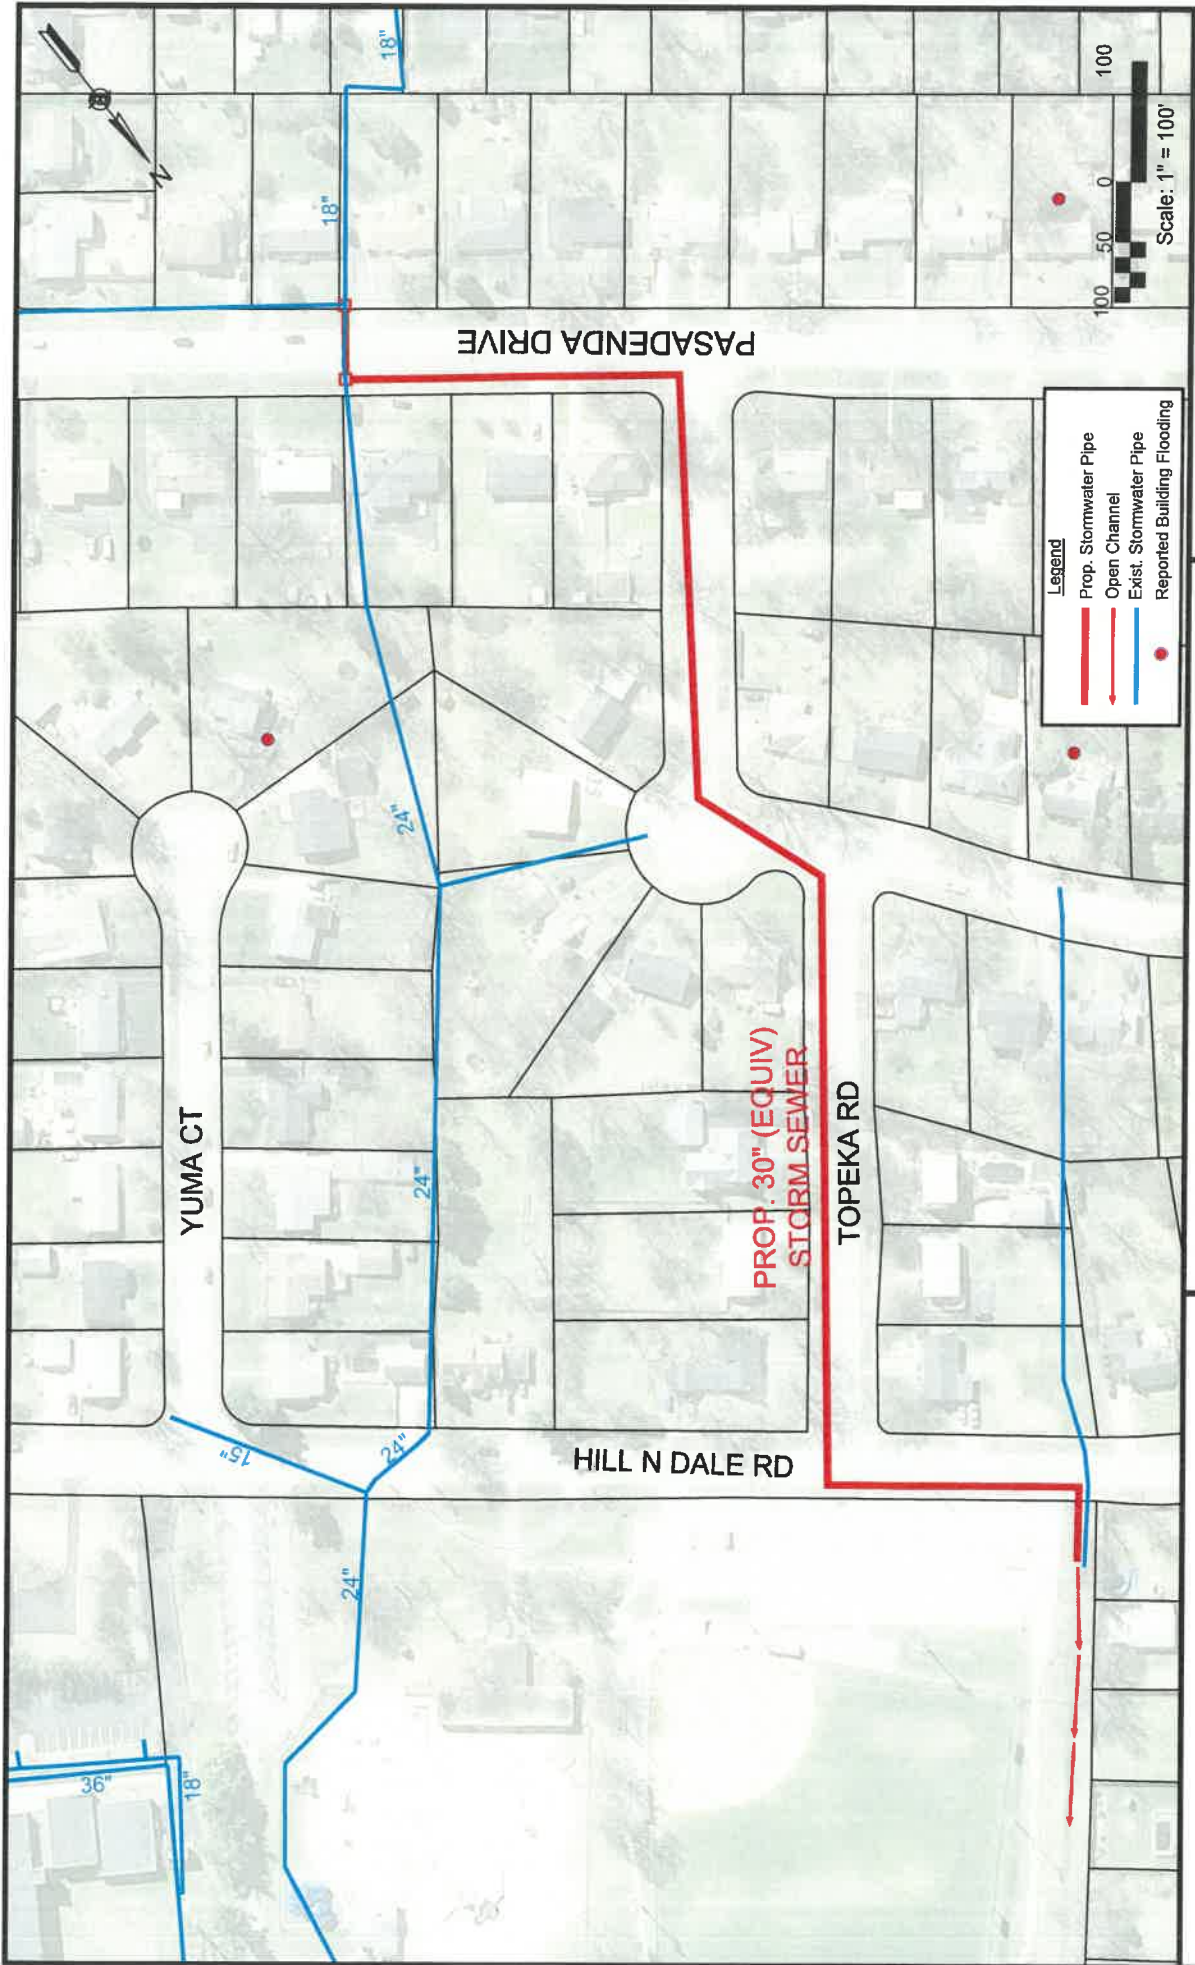 N
18"
18"
PASADENDA DRIVE
100
50
0
100
Scale: 1" = 100'
Legend
Prop. Stormwater Pipe
Open Channel
Exist. Stormwater Pipe
Reported Building Flooding
24"
YUMA CT
24"
PROP. 30" (EQUIV)
STORM SEWER
TOPEKA RD
15"
24"
HILL N DALE RD
24"
36"
18"